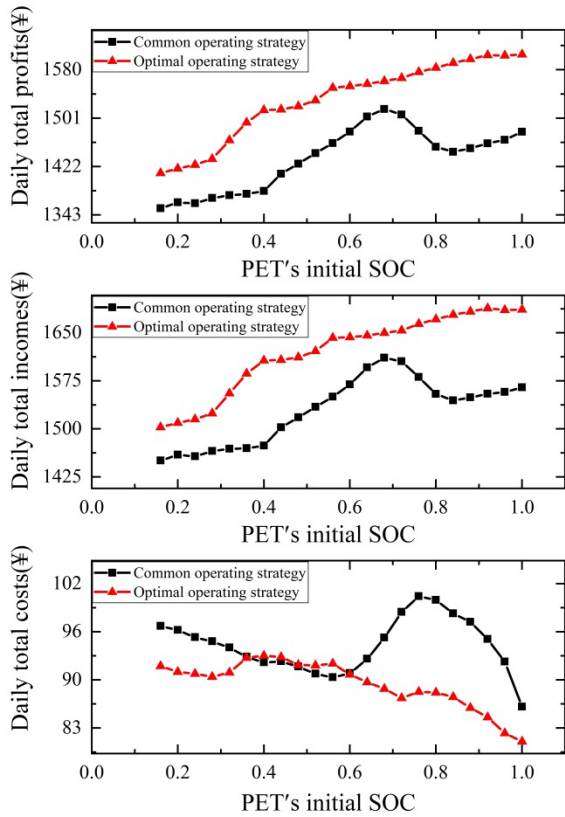 Daily total profits(¥)
Common operating strategy
Optimal operating strategy
1580
1501
1422
1343
0.0 0.2 0.4 0.6 0.8 1.0
PET's initial SOC
Daily total incomes(¥)
Common operating strategy
Optimal operating strategy
1650
1575
1500
1425
0.0 0.2 0.4 0.6 0.8 1.0
PET's initial SOC
Daily total costs(¥)
Common operating strategy
Optimal operating strategy
102
96
90
83
0.0 0.2 0.4 0.6 0.8 1.0
PET's initial SOC